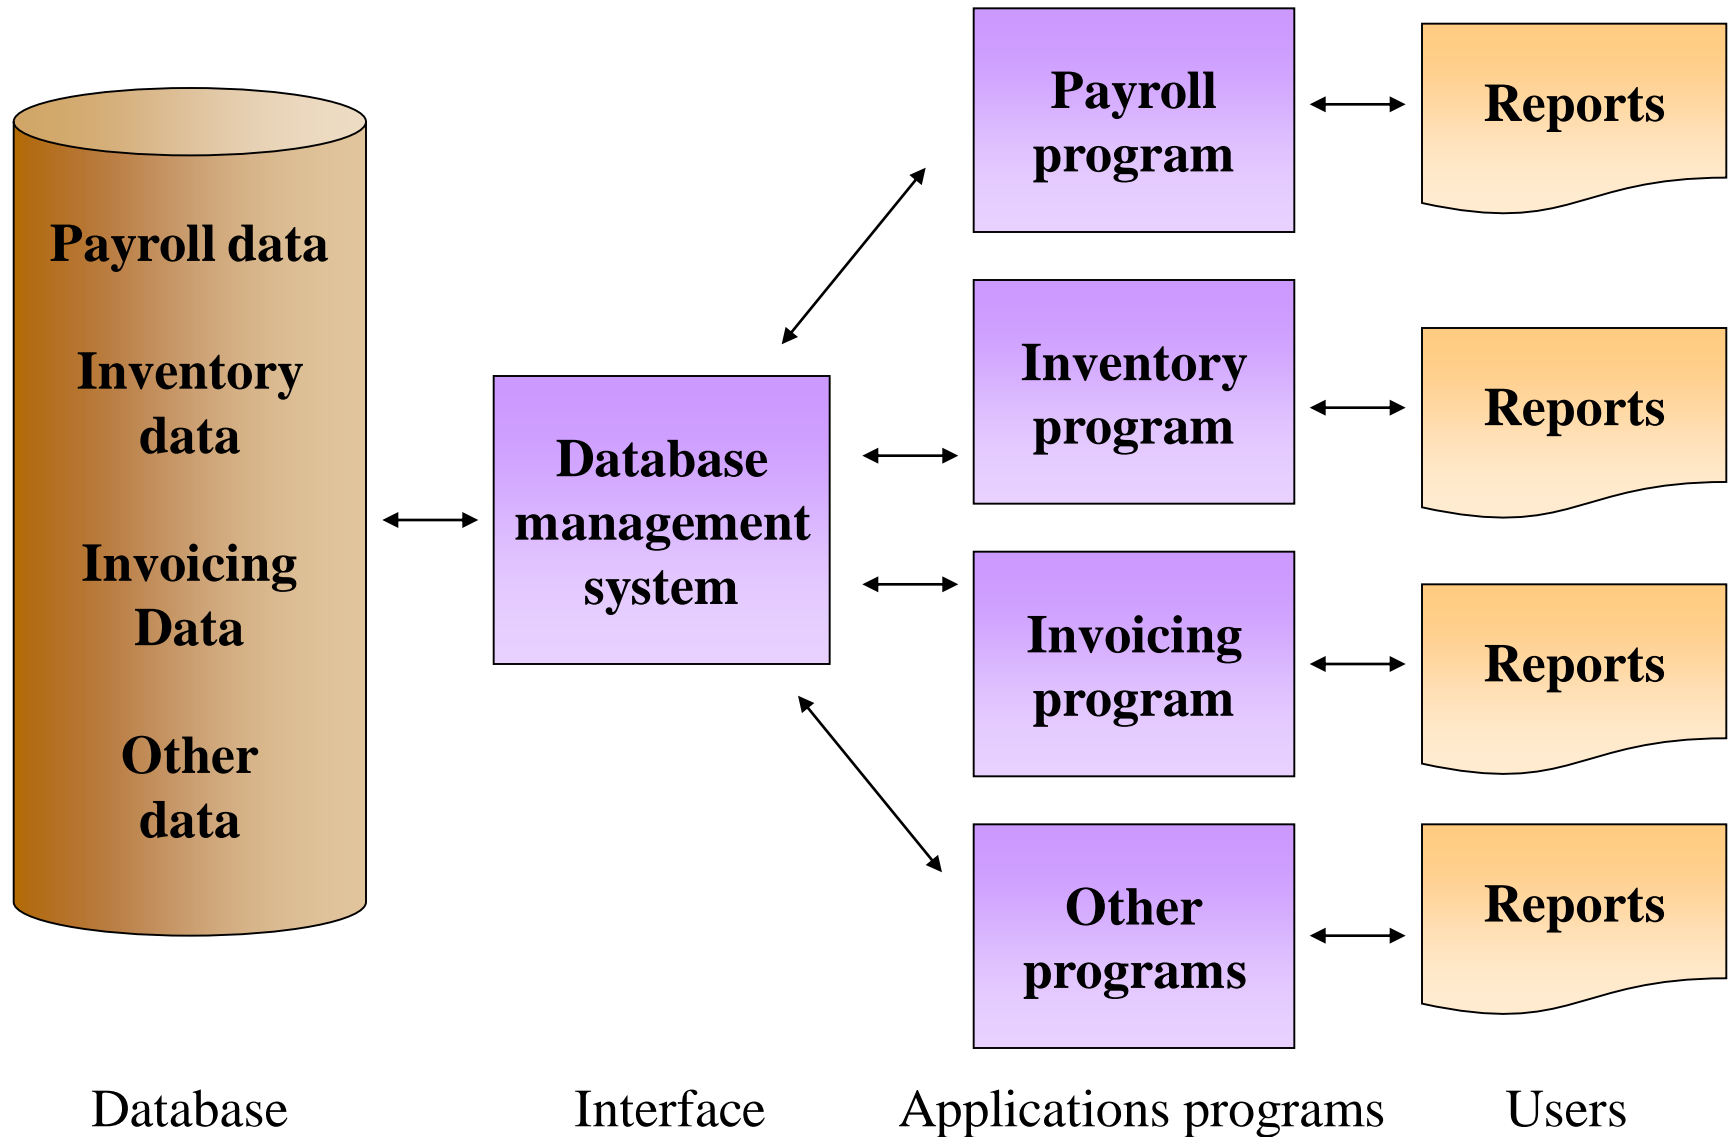 Payroll data
Inventory
data
Invoicing
Data
Other
data
Database
management
system
Payroll
program
Inventory
program
Invoicing
program
Other
programs
Reports
Reports
Reports
Reports
Database
Interface
Applications programs
Users